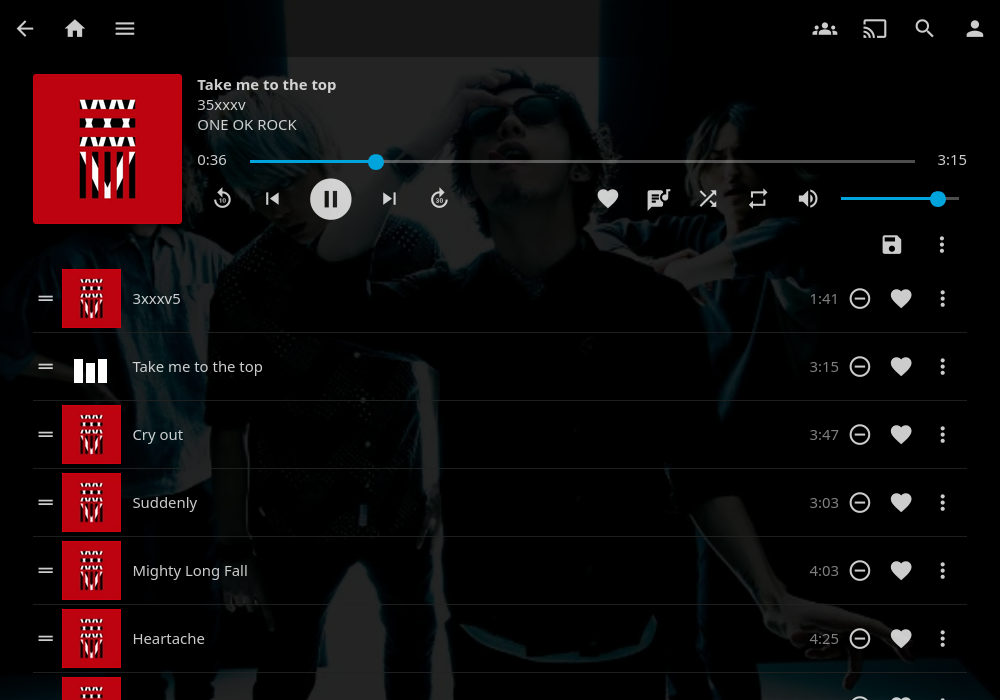 Take me to the top
35xxxv
ONE OK ROCK
0:36
3:15
10
30
3xxxv5
1:41
Take me to the top
3:15
Cry out
3:47
Suddenly
3:03
Mighty Long Fall
4:03
Heartache
4:25